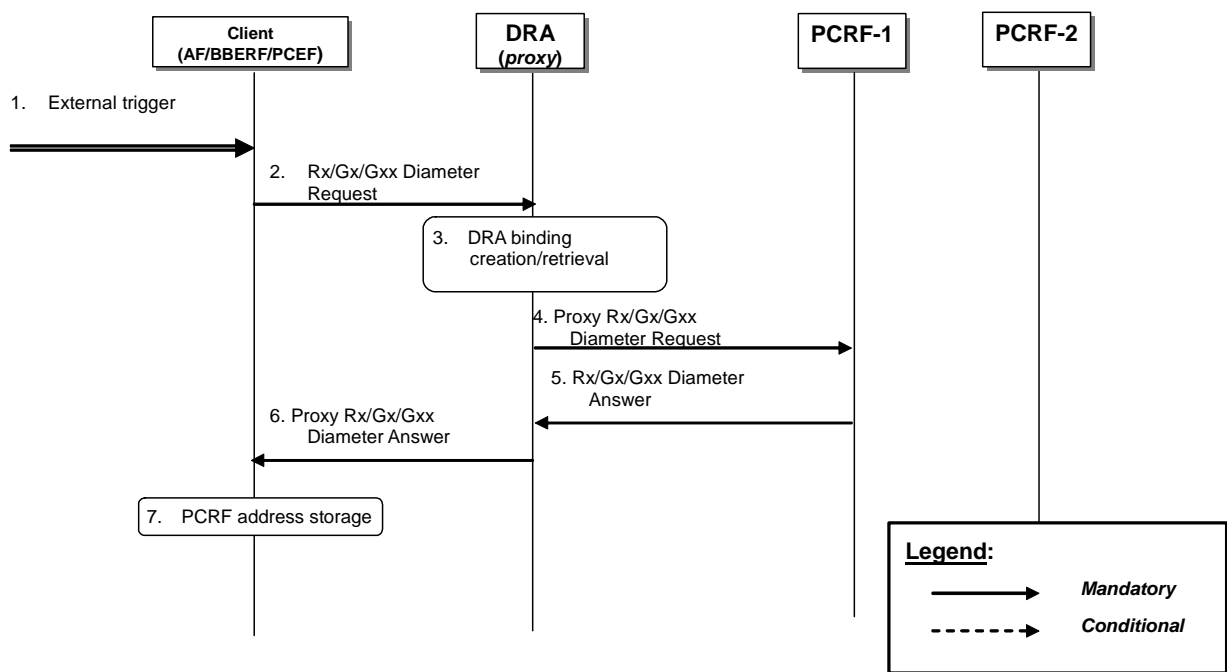 Client
(AF/BBERF/PCEF)
DRA
(proxy)
PCRF-1
PCRF-2
1. External trigger
2. Rx/Gx/Gxx Diameter
Request
3. DRA binding
creation/retrieval
4. Proxy Rx/Gx/Gxx
Diameter Request
5. Rx/Gx/Gxx Diameter
Answer
6. Proxy Rx/Gx/Gxx
Diameter Answer
7. PCRF address storage
Legend:
Mandatory
Conditional